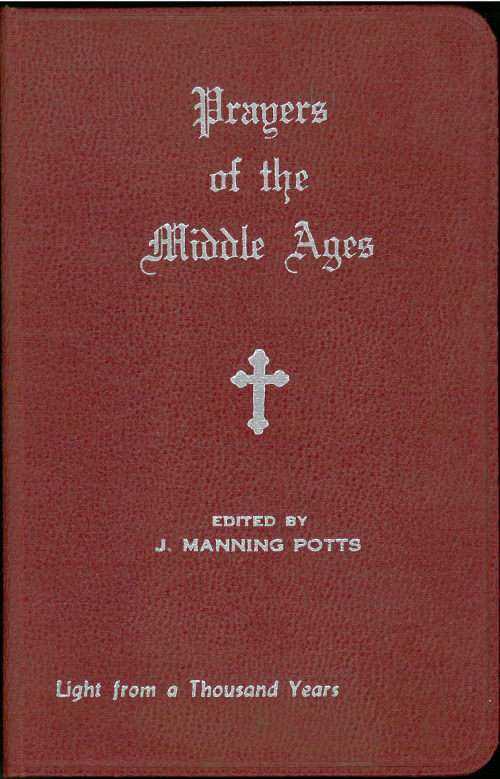 Prayers
of the
Middle Ages
EDITED BY
J. MANNING POTTS
Light from a Thousand Years